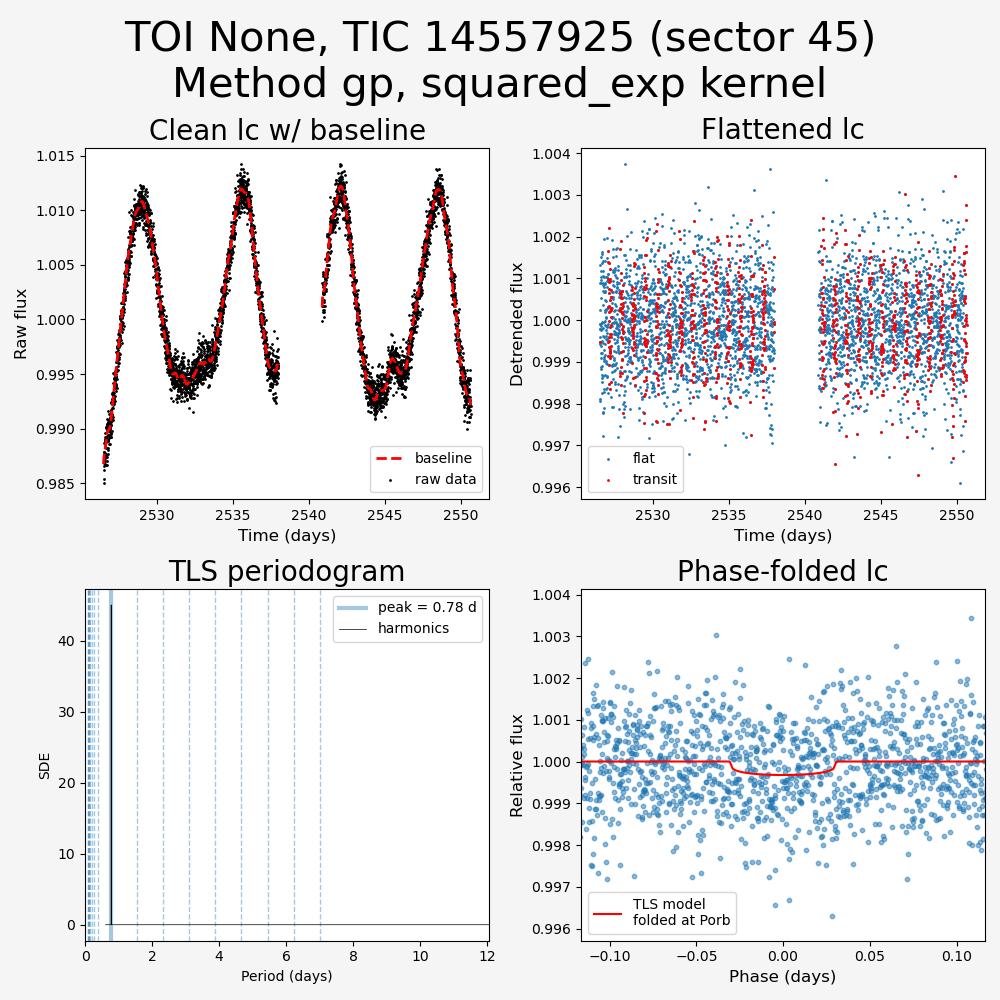 TOI None, TIC 14557925 (sector 45)
Method gp, squared_exp kernel
Clean lc w/ baseline
1.015
1.010
1.005
1.000
0.995
0.990
0.985
Raw flux
baseline
raw data
2530
2535
2540
2545
2550
Time (days)
Flattened lc
1.004
1.003
1.002
1.001
1.000
0.999
0.998
0.997
0.996
Detrended flux
flat
transit
2530
2535
2540
2545
2550
Time (days)
TLS periodogram
40
30
20
10
0
SDE
peak = 0.78 d
harmonics
0
2
4
6
8
10
12
Period (days)
Phase-folded lc
1.004
1.003
1.002
1.001
1.000
0.999
0.998
0.997
0.996
Relative flux
TLS model
folded at Porb
−0.10
−0.05
0.00
0.05
0.10
Phase (days)